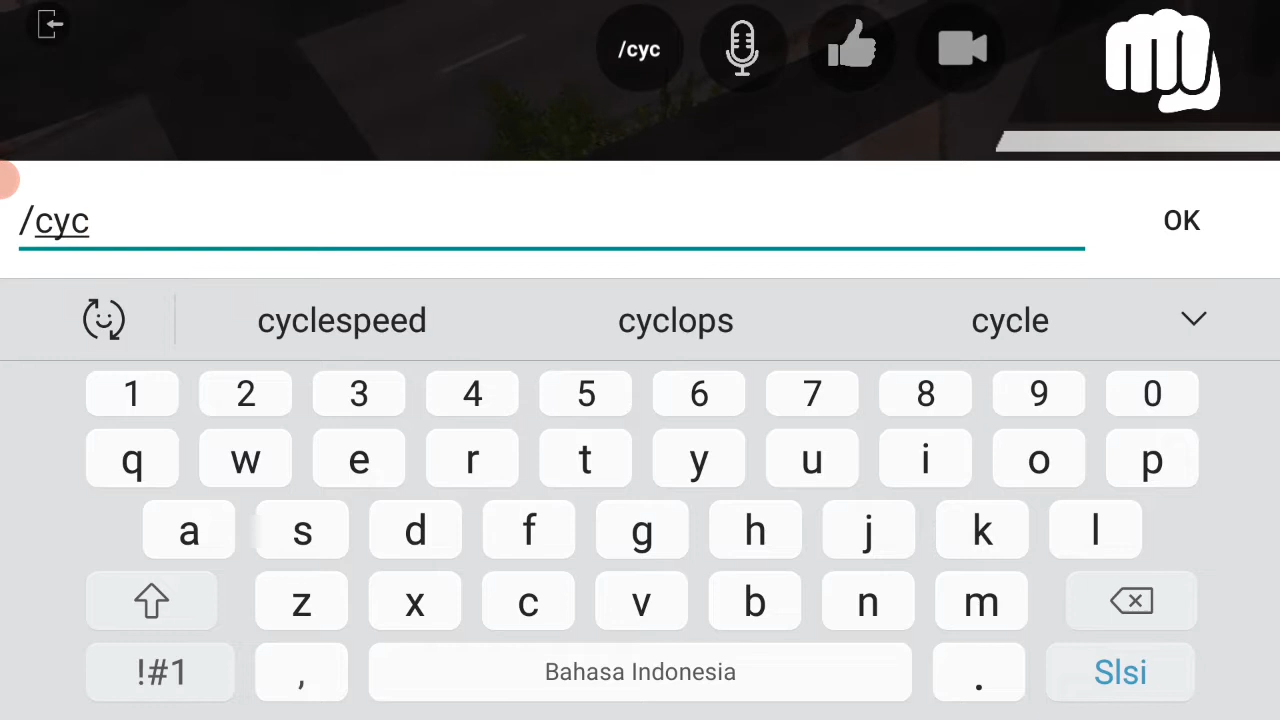 /cyc
/cyc
OK
cyclespeed cyclops cycle
1 2 3 4 5 6 7 8 9 0
q w e r t y u i o p
a s d f g h j k l
z x c v b n m
!#1 , Bahasa Indonesia . Slsi